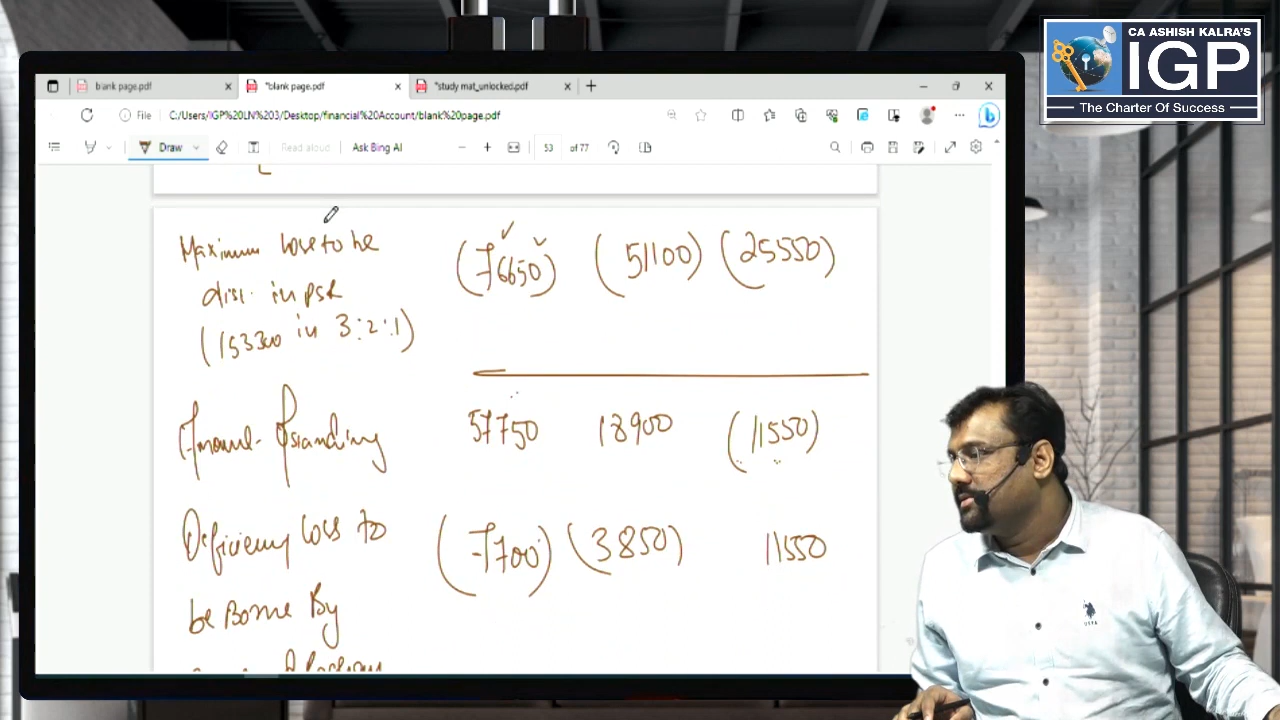 CA ASHISH KALRA'S
IGP
The Charter Of Success
blank page.pdf
*blank page.pdf
*study mat_unlocked.pdf
File
C:/Users/IGP%20LN%203/Desktop/financial%20Account/blank%20page.pdf
Draw
Read aloud
Ask Bing AI
53
of 77
Maximum loss to be (76650) (51100) (25550)
dist. in PSR
(153300 in 3:2:1)
Amount Standing 57750 18900 (11550)
Deficiency loss to (7700) (3850) 11550
be Borne By